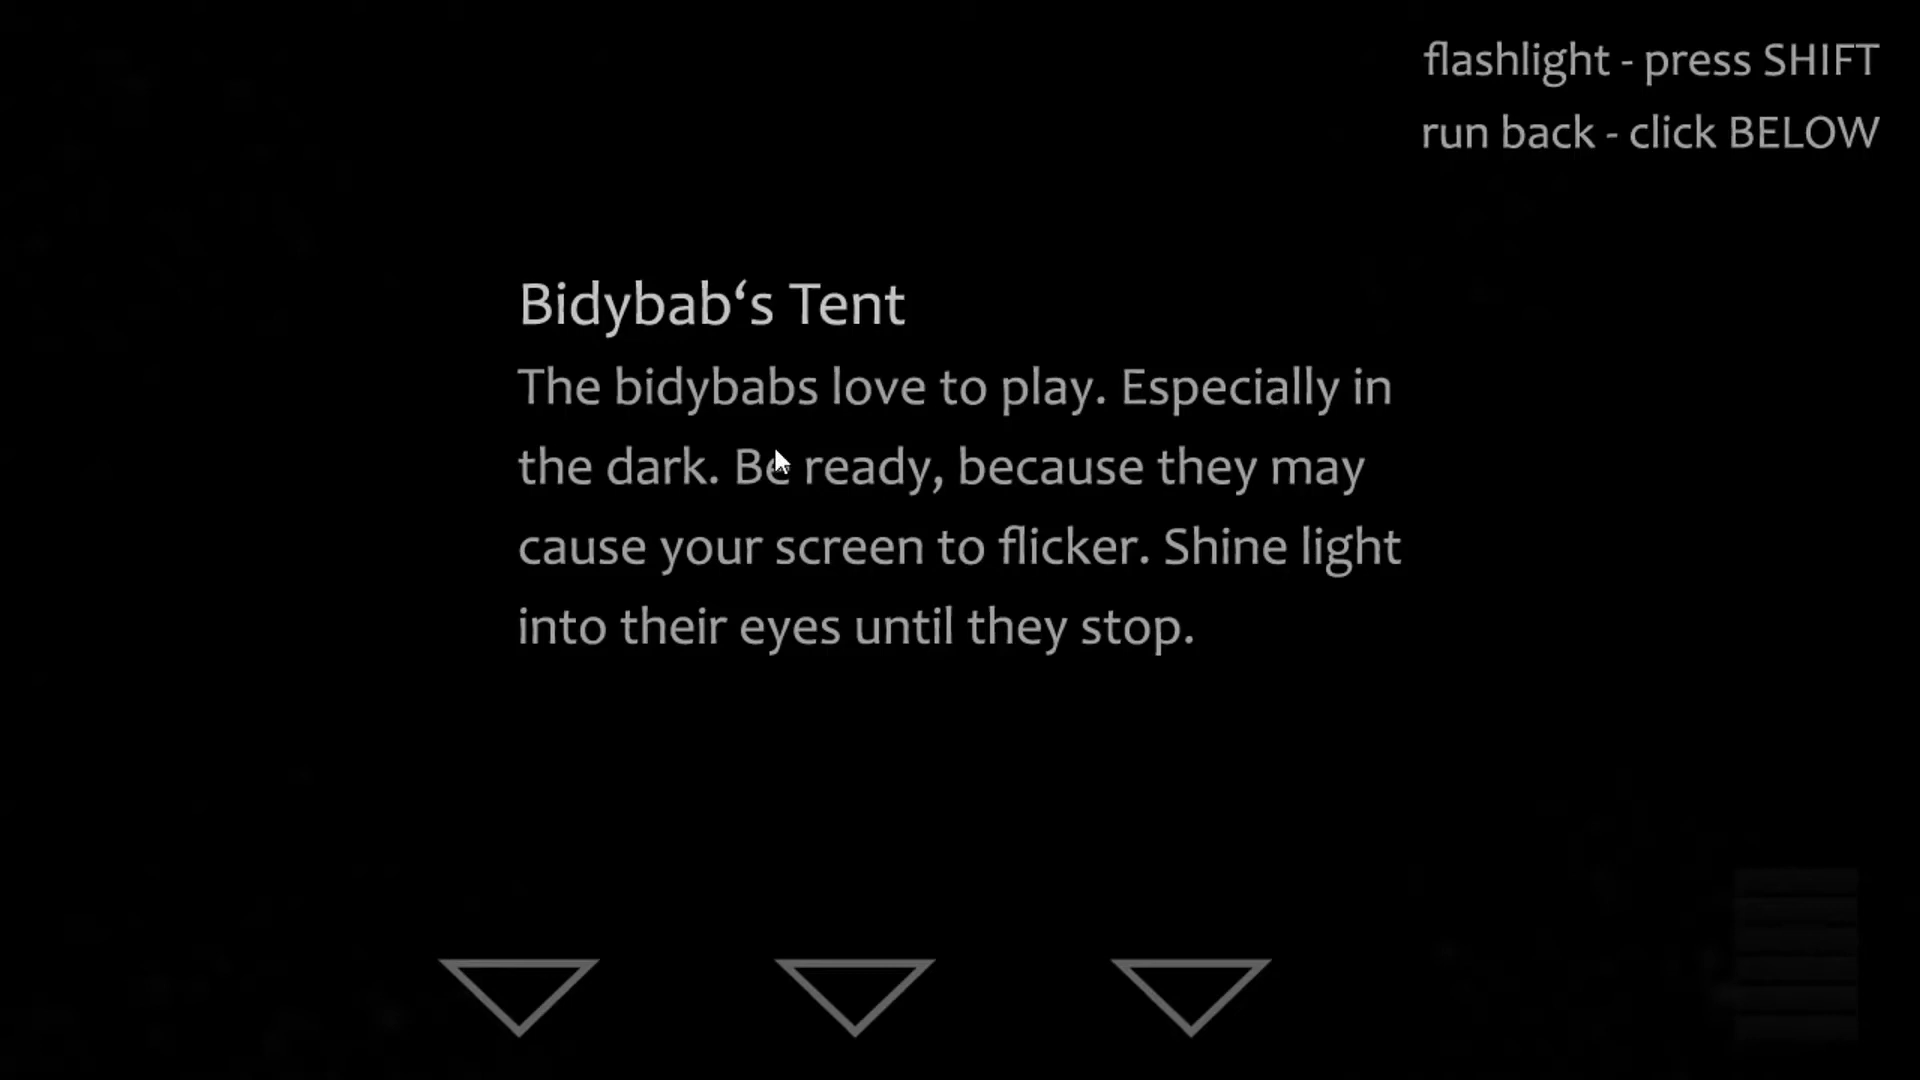 flashlight - press SHIFT
run back - click BELOW
Bidybab‘s Tent
The bidybabs love to play. Especially in
the dark. Be ready, because they may
cause your screen to flicker. Shine light
into their eyes until they stop.